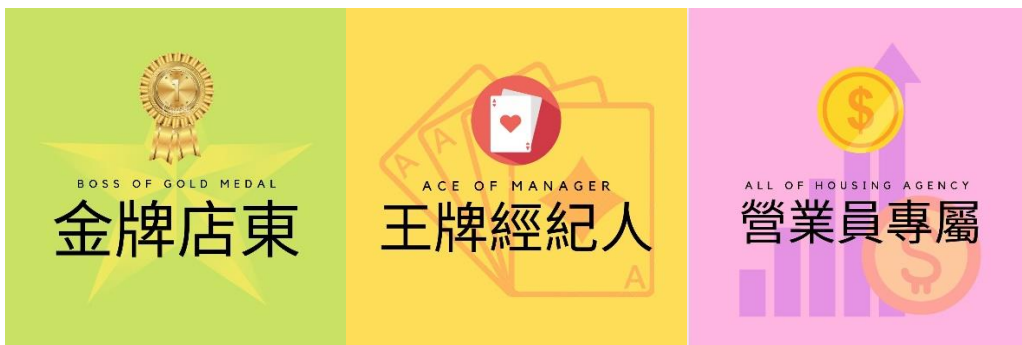 BOSS OF GOLD MEDAL
金牌店東
ACE OF MANAGER
王牌經紀人
A
A
A
A
ALL OF HOUSING AGENCY
營業員專屬
$
$